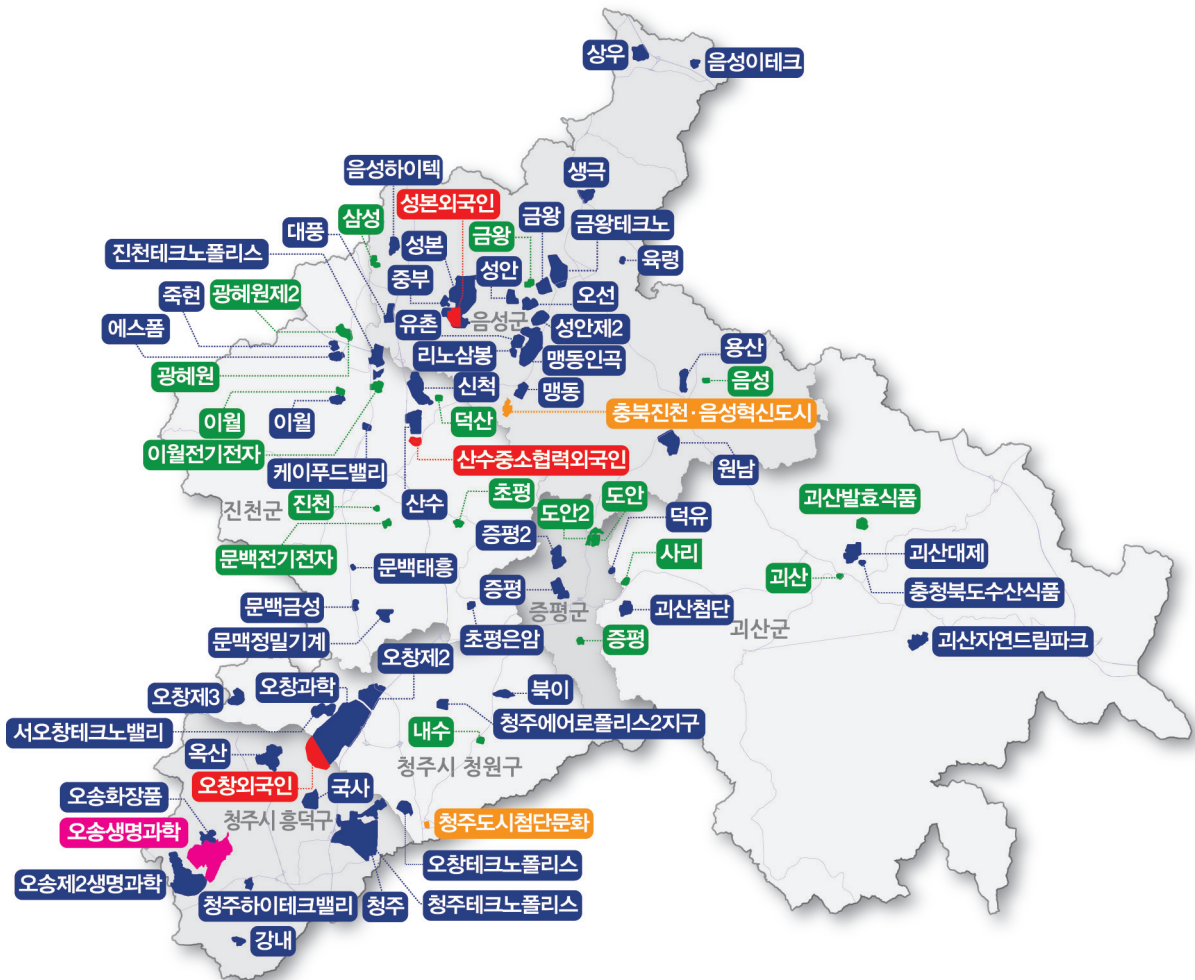 상우
음성이테크
음성하이텍
생극
성본외국인
금왕
삼성
대풍
성본
금왕
금왕테크노
진천테크노폴리스
중부
성안
육령
죽현
광혜원제2
오선
에스폼
유촌
음성군
성안제2
리노삼봉
맹동인곡
용산
광혜원
신척
맹동
음성
이월
이월
덕산
충북진천·음성혁신도시
이월전기전자
산수중소협력외국인
케이푸드밸리
원남
진천군
진천
산수
초평
도안2
도안
덕유
괴산발효식품
문백전기전자
증평2
사리
괴산대제
문백태흥
괴산
충청북도수산식품
문백금성
증평
증평군
괴산첨단
괴산군
문맥정밀기계
초평은암
증평
괴산자연드림파크
오창제2
오창제3
오창과학
북이
서오창테크노밸리
내수
청주에어로폴리스2지구
옥산
청주시 청원구
오창외국인
국사
오송화장품
청주시 흥덕구
청주도시첨단문화
오송생명과학
오창테크노폴리스
오송제2생명과학
청주하이테크밸리
청주
청주테크노폴리스
강내